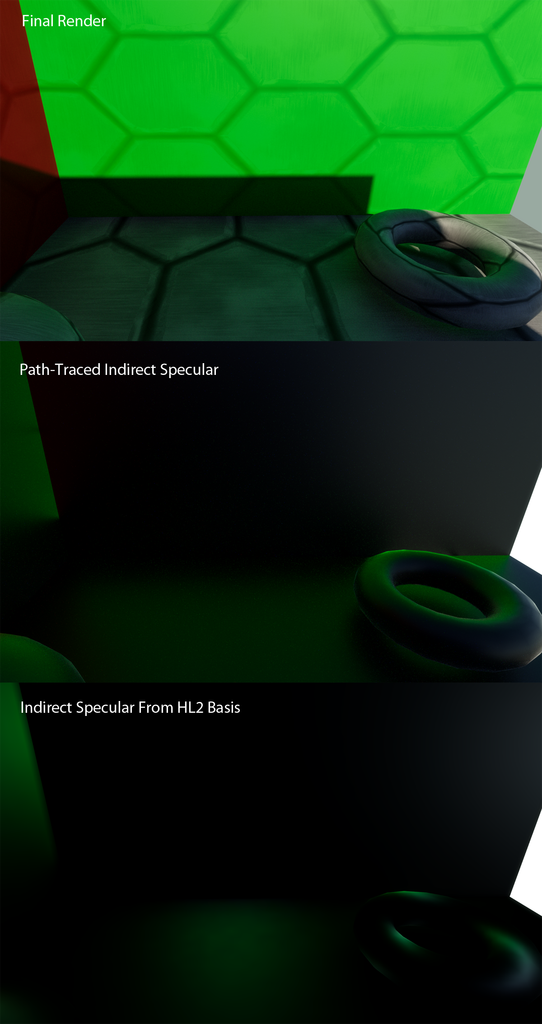 Final Render
Path-Traced Indirect Specular
Indirect Specular From HL2 Basis